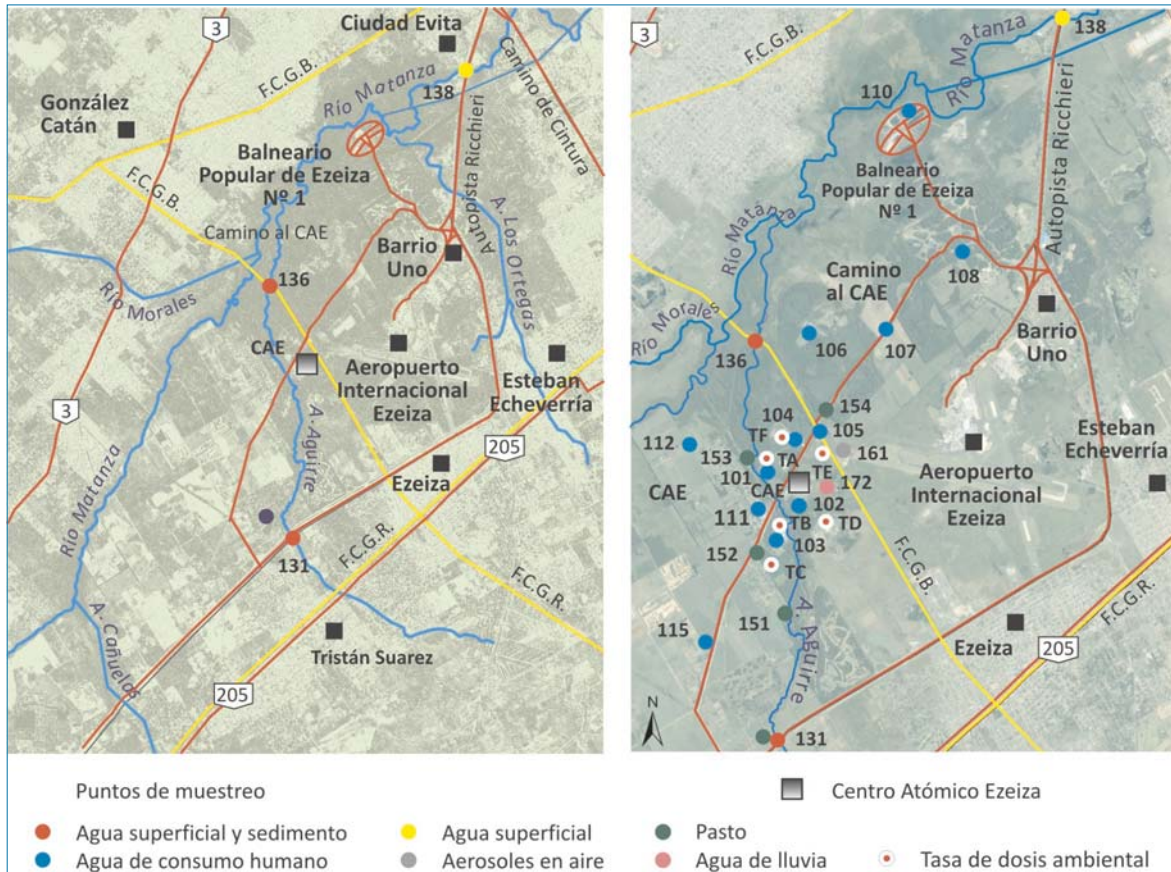 3
Ciudad Evita
Camino de Cintura
F.C.G.B.
Río Matanza
138
González
Catán
Autopista Ricchieri
Balneario
Popular de Ezeiza
Nº 1
F.C.G.B.
A. Los Ortegas
Camino al CAE
Barrio
Uno
136
Río Morales
CAE
Aeropuerto
Internacional
Ezeiza
Esteban
Echeverría
3
A. Aguirre
205
Río Matanza
Ezeiza
131
F.C.G.R.
F.C.G.R.
A. Cañuelos
Tristán Suarez
205
3
F.C.G.B.
Río Matanza
138
110
Balneario
Popular de Ezeiza
Nº 1
Autopista Ricchieri
Río Matanza
Camino
al CAE
108
Río Morales
136
106
107
Barrio
Uno
154
104
105
112
TF
153
TA
TE
161
Esteban
Echeverría
101
CAE
CAE
172
Aeropuerto
Internacional
Ezeiza
102
111
TB
TD
103
152
TC
F.C.G.B.
151
A. Aguirre
F.C.G.R.
115
Ezeiza
205
N
131
Puntos de muestreo
Centro Atómico Ezeiza
Agua superficial y sedimento
Agua superficial
Pasto
Agua de consumo humano
Aerosoles en aire
Agua de lluvia
Tasa de dosis ambiental